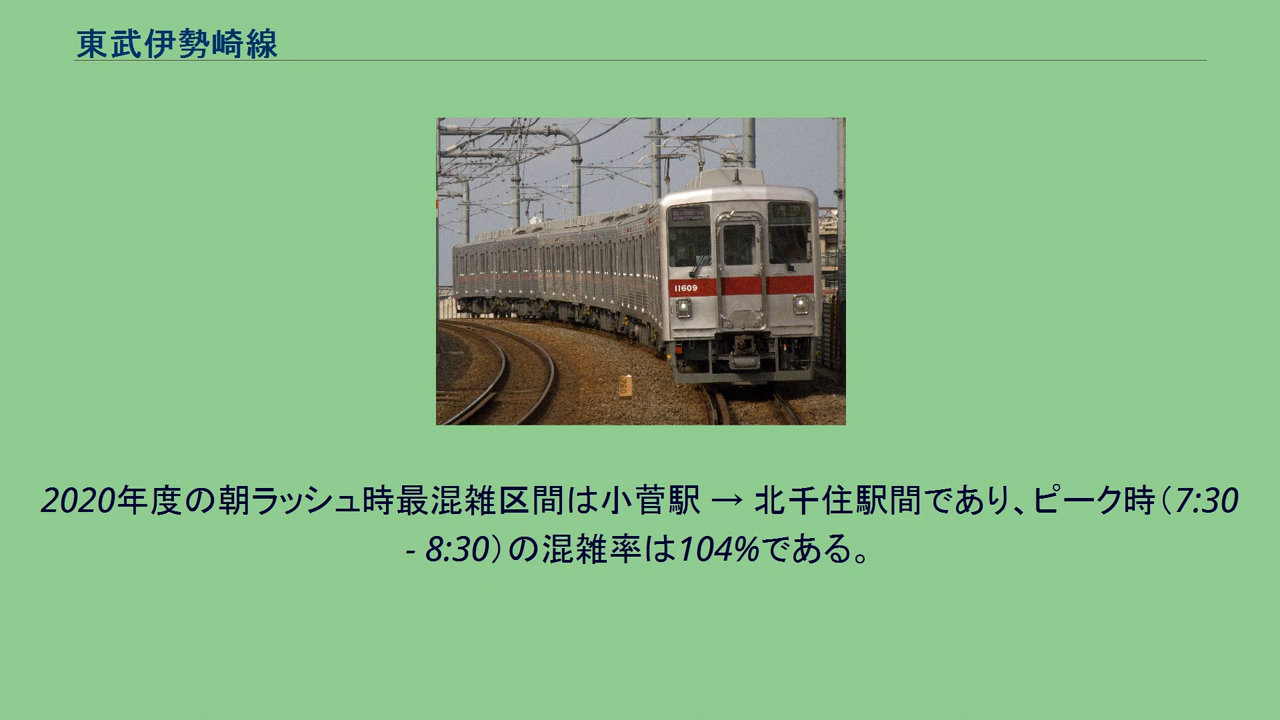 東武伊勢崎線
11609
2020年度の朝ラッシュ時最混雑区間は小菅駅 → 北千住駅間であり、ピーク時（7:30
- 8:30）の混雑率は104%である。